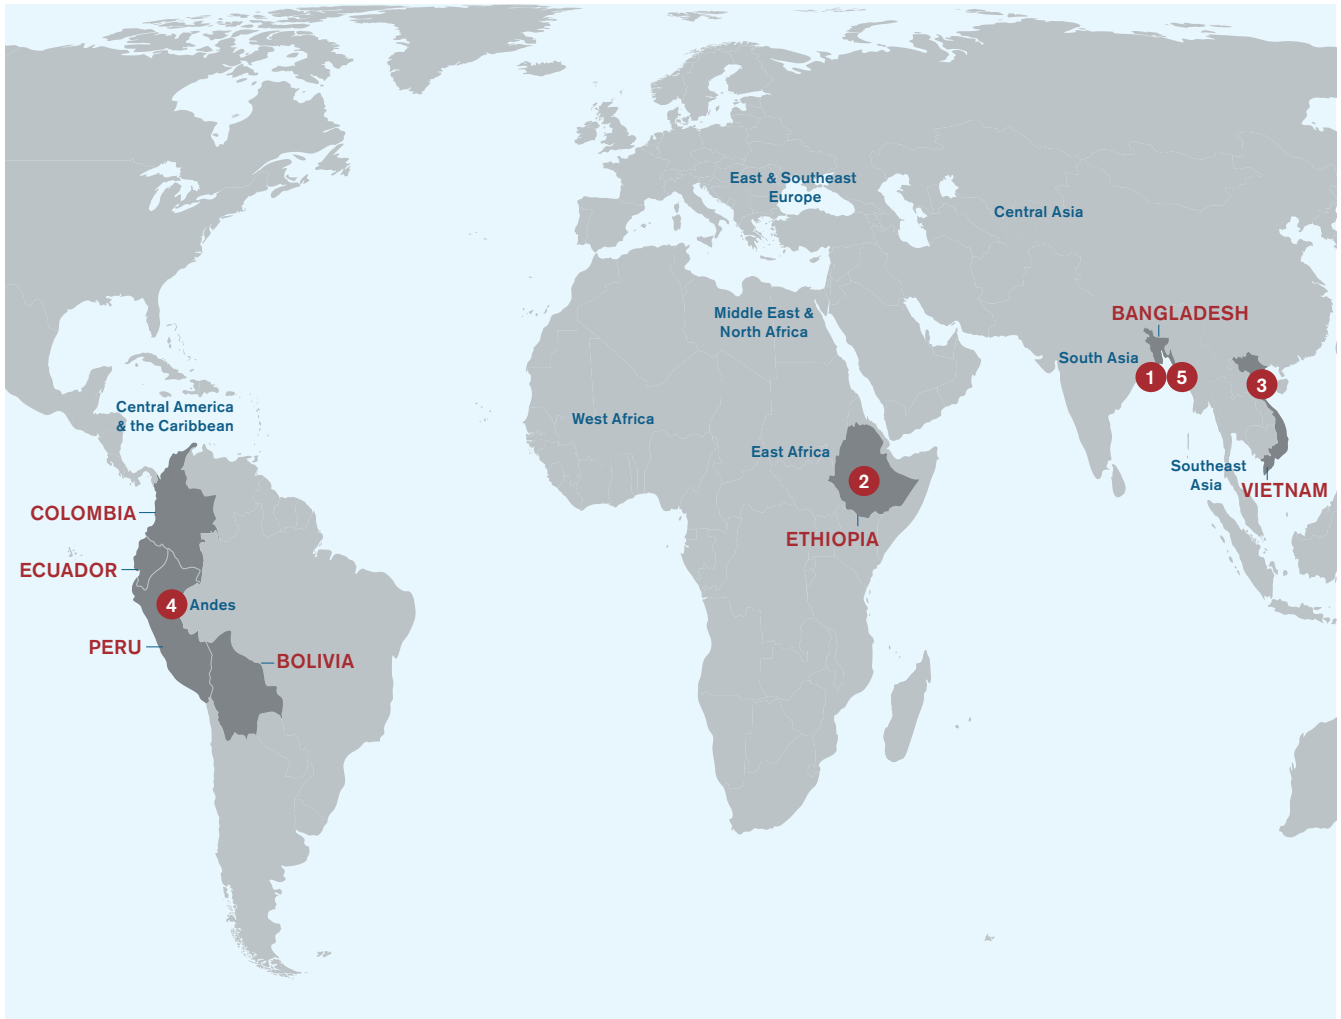 East & Southeast
Europe
Central Asia
Middle East &
North Africa
BANGLADESH
South Asia
1
5
3
Central America
& the Caribbean
West Africa
East Africa
2
Southeast
Asia
VIETNAM
COLOMBIA
ETHIOPIA
ECUADOR
4
Andes
PERU
BOLIVIA